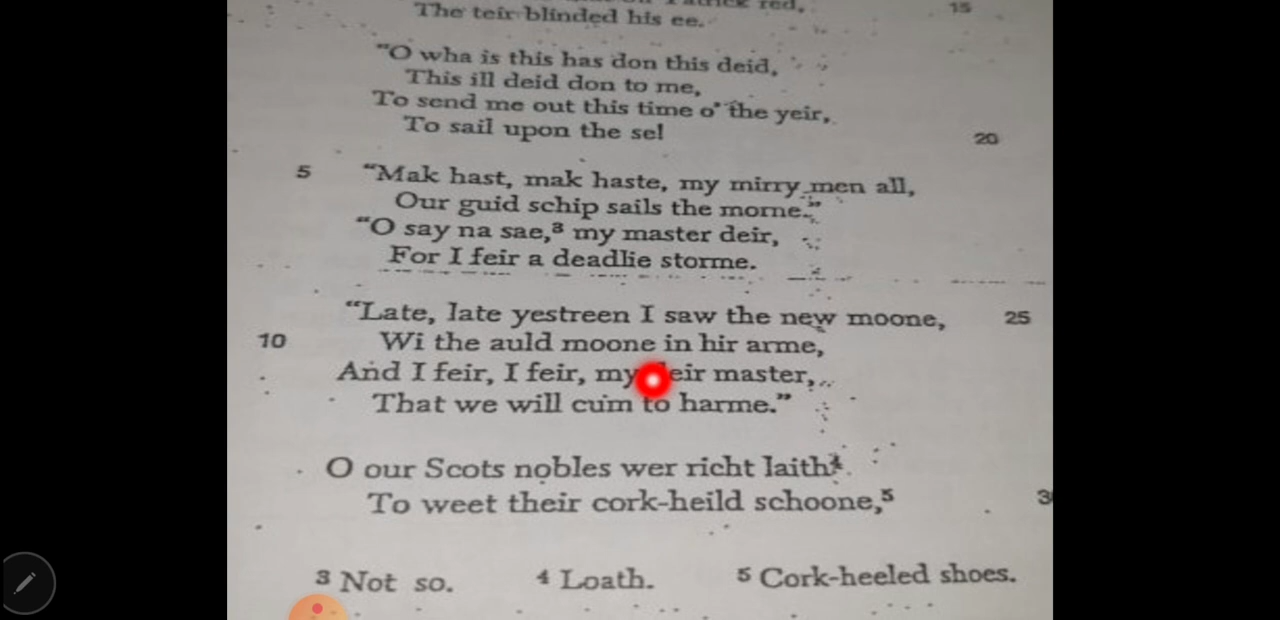 red,
15
The teir blinded his ee.
"O wha is this has don this deid,
This ill deid don to me,
To send me out this time o' the yeir,
To sail upon the se!
20
5
"Mak hast, mak haste, my mirry men all,
Our guid schip sails the morne."
"O say na sae,³ my master deir,
For I feir a deadlie storme.
"Late, late yestreen I saw the new moone,
25
10
Wi the auld moone in hir arme,
And I feir, I feir, my deir master,
That we will cum to harme."
O our Scots nobles wer richt laith⁴
To weet their cork-heild schoone,⁵
3
3 Not so.
4 Loath.
5 Cork-heeled shoes.